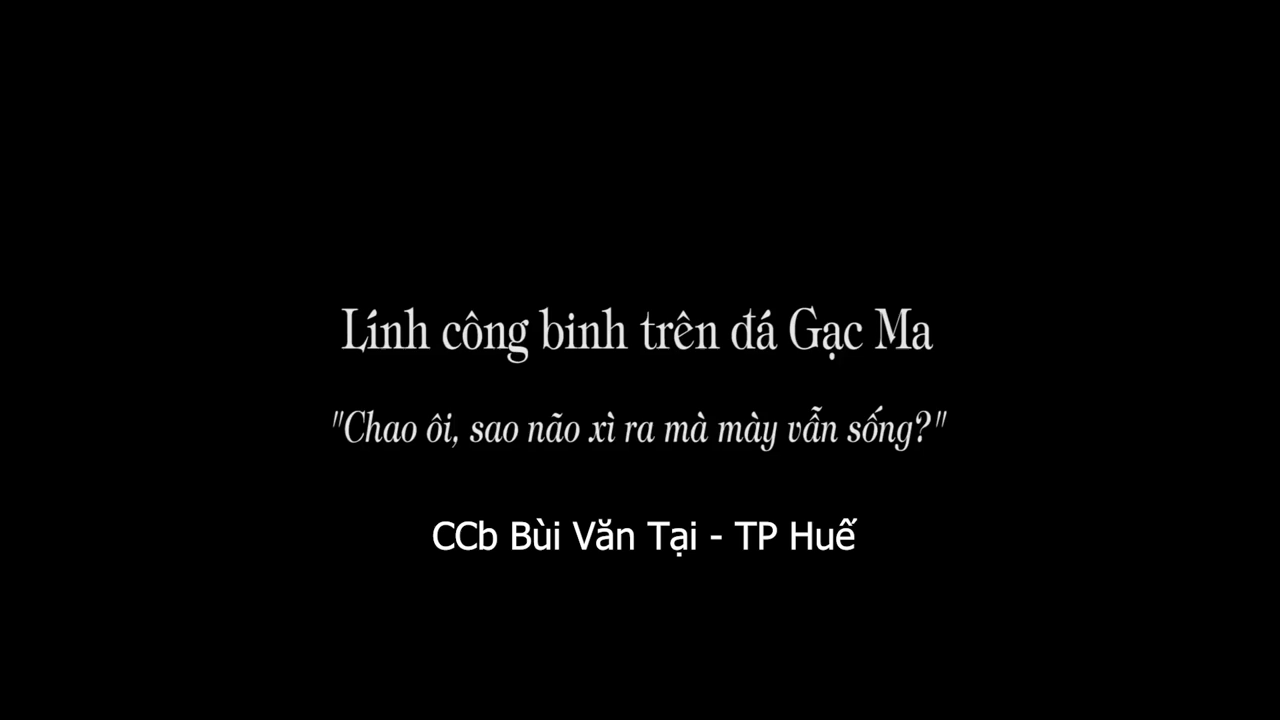 Lính công binh trên đá Gạc Ma
"Chao ôi, sao não xì ra mà mày vẫn sống?"
CCb Bùi Văn Tại - TP Huế